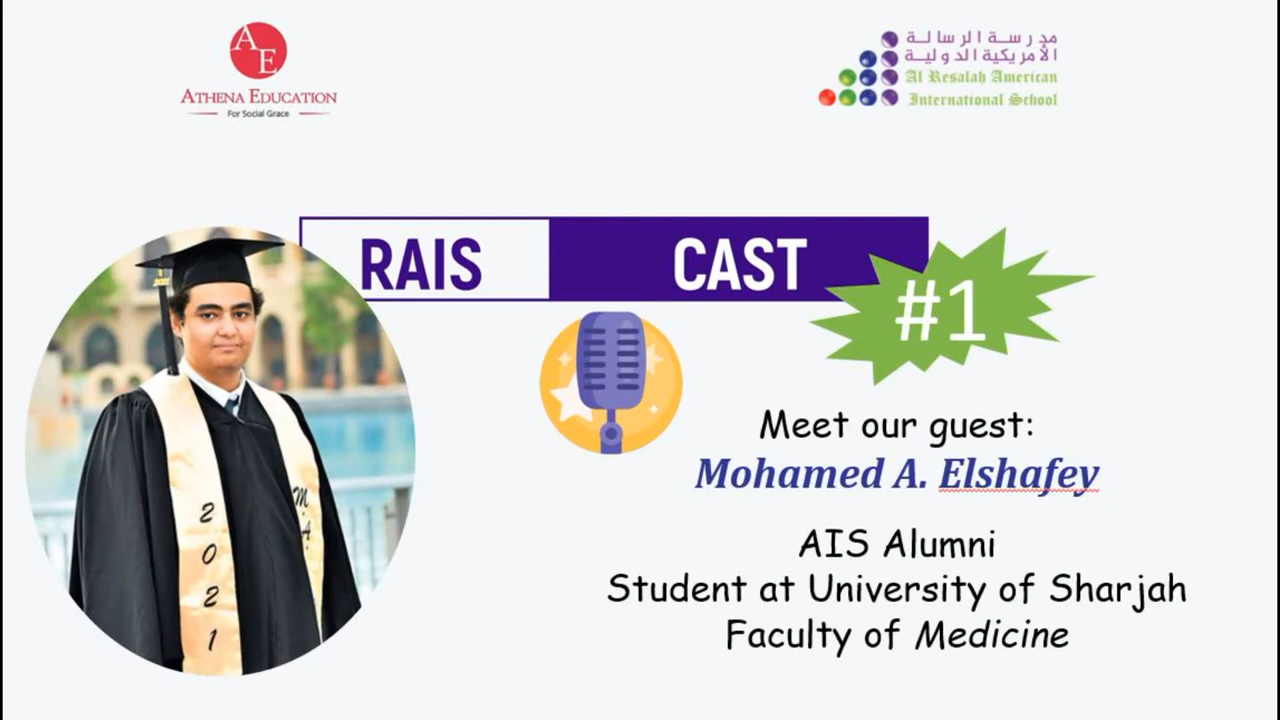 AE
ATHENA EDUCATION
For Social Grace
مدرسة الرسالة
الأمريكية الدولية
Al Resalah American
International School
RAIS CAST
#1
Meet our guest:
Mohamed A. Elshafey
AIS Alumni
Student at University of Sharjah
Faculty of Medicine
2021
M.A.